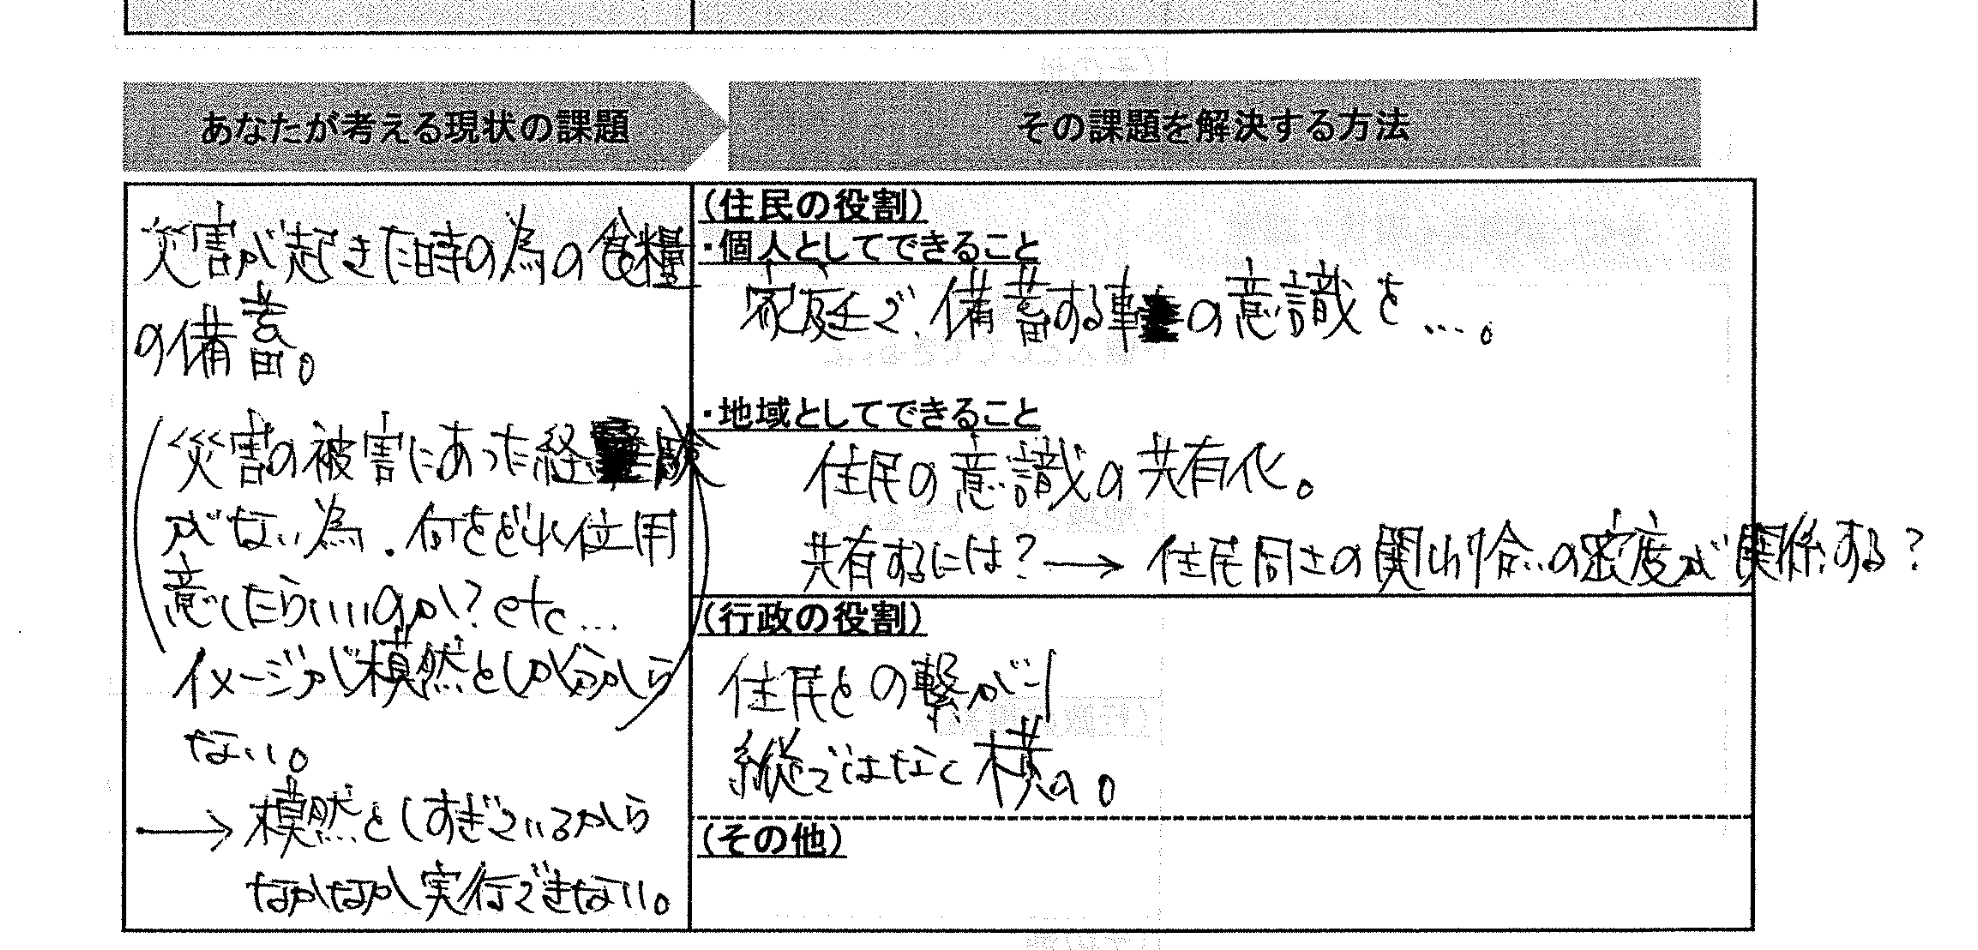 あなたが考える現状の課題
その課題を解決する方法
災害が起きた時の為の食糧
の備蓄。
(災害の被害にあった経験
がない為.何をどれ位用
意したらいいのか?etc...
イメージが模然としか分から
ない。)
→模然としすぎているから
なかなか実行できない。
(住民の役割)
・個人としてできること
家庭で、備蓄する事の意識を…。
・地域としてできること
住民の意識の共有化。
共有するには?→住民同士の関わり合いの密度が関係する?
(行政の役割)
住民との繋がり
縦ではなく横の。
(その他)